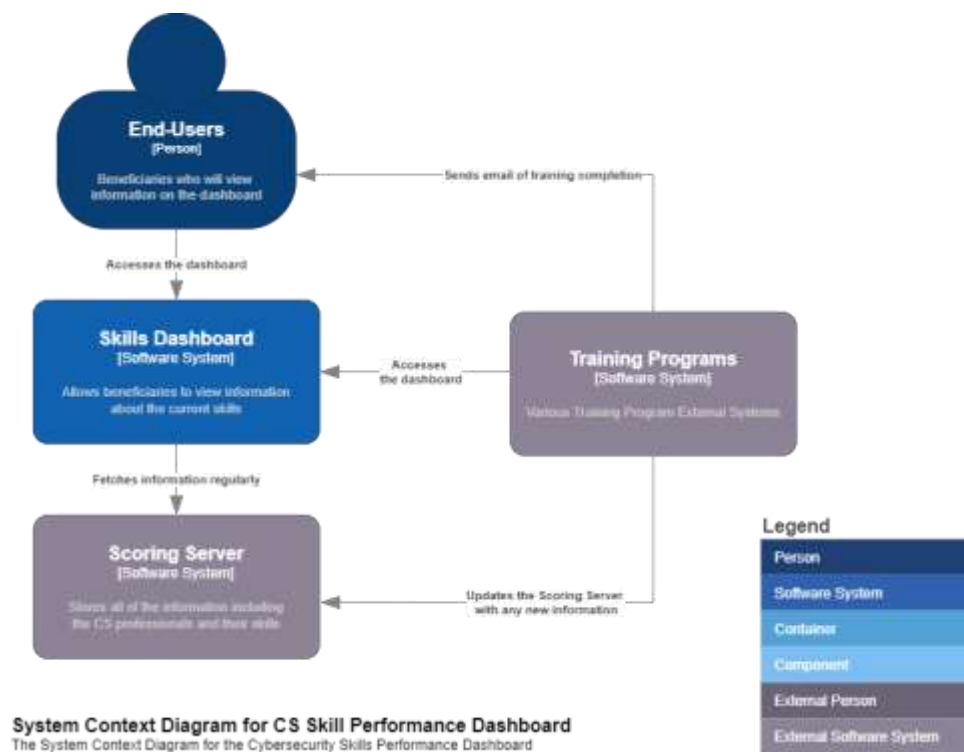 End-Users
[Person]
Beneficiaries who will view
information on the dashboard
Sends email of training completion
Accesses the dashboard
Skills Dashboard
[Software System]
Allows beneficiaries to view information
about the current skills
Accesses
the dashboard
Training Programs
[Software System]
Various Training Program External Systems
Fetches information regularly
Scoring Server
[Software System]
Stores all of the information including
the CS professionals and their skills
Updates the Scoring Server
with any new information
Legend
Person
Software System
Container
Component
External Person
External Software System
System Context Diagram for CS Skill Performance Dashboard
The System Context Diagram for the Cybersecurity Skills Performance Dashboard